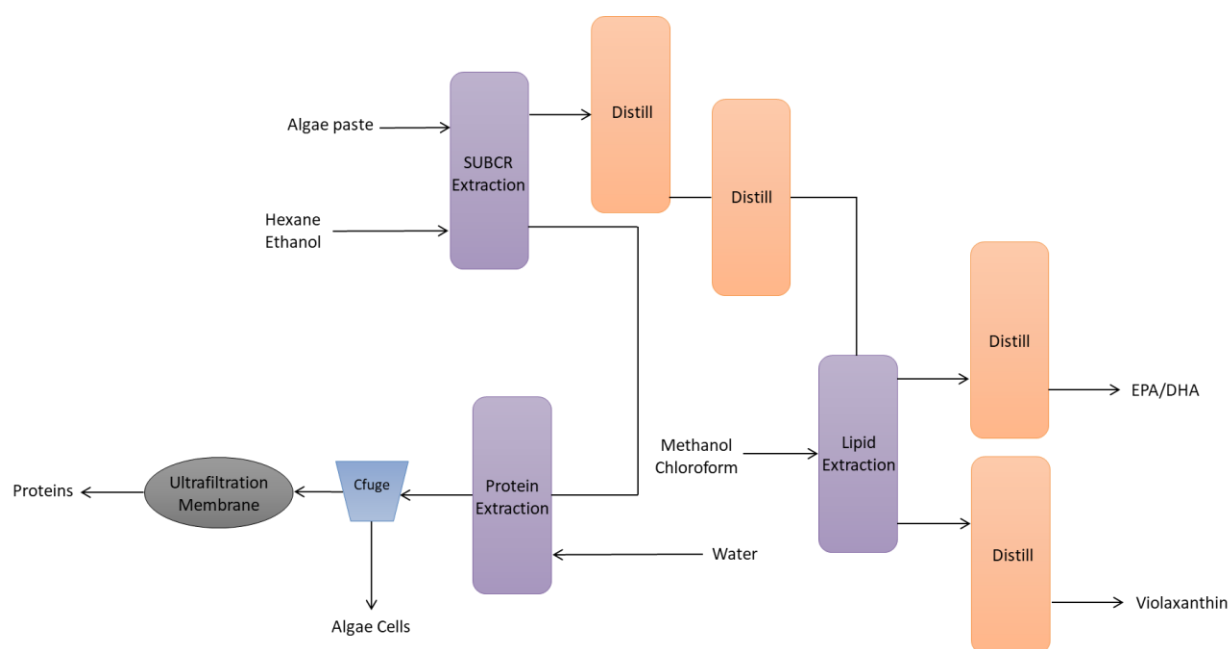 Algae paste
Hexane
Ethanol
SUBCR
Extraction
Distill
Distill
Distill
EPA/DHA
Methanol
Chloroform
Lipid
Extraction
Distill
Violaxanthin
Proteins
Ultrafiltration
Membrane
Cfuge
Algae Cells
Protein
Extraction
Water